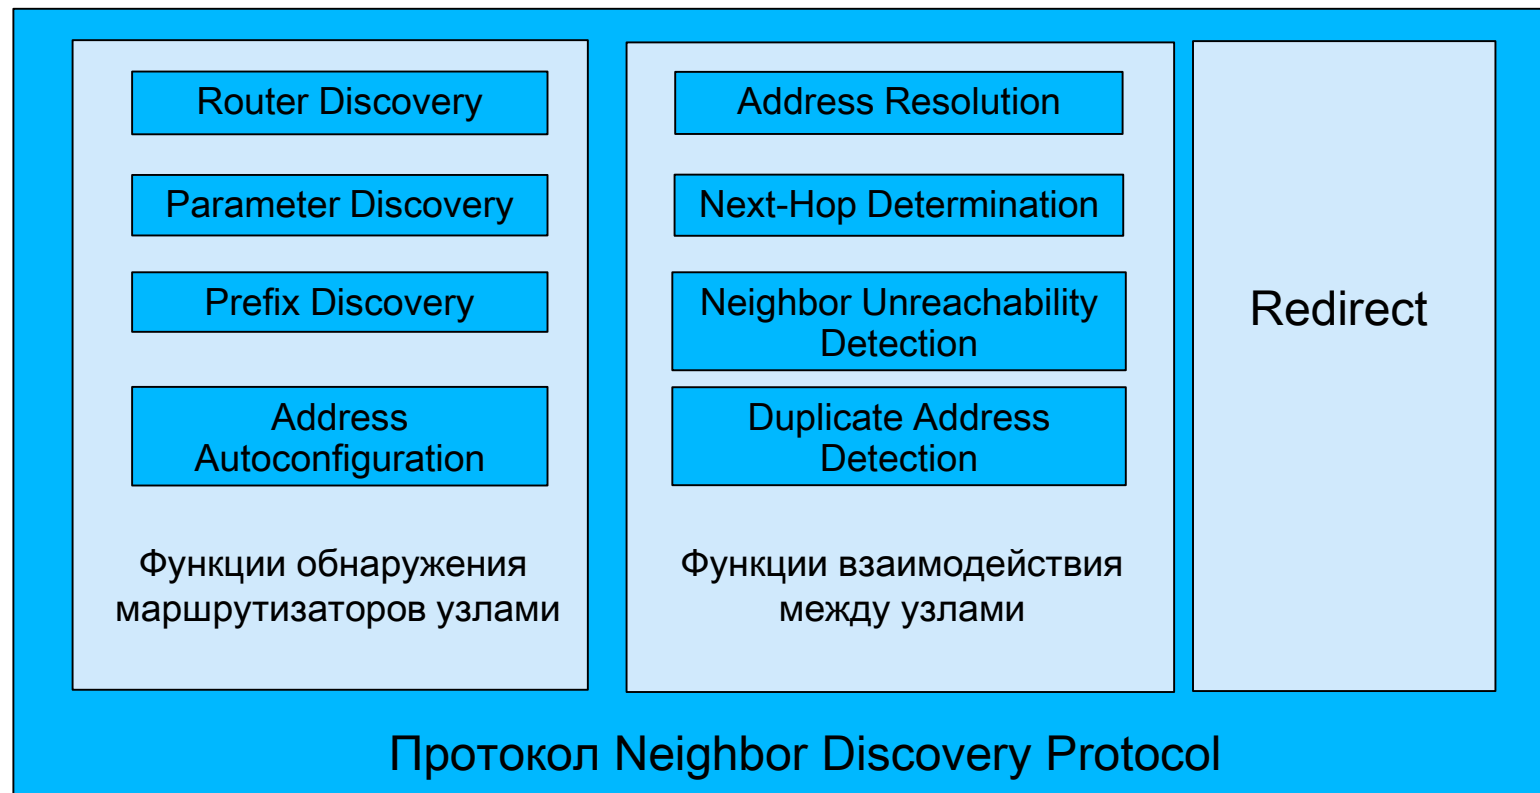 Router Discovery
Parameter Discovery
Prefix Discovery
Address
Autoconfiguration
Функции обнаружения
маршрутизаторов узлами
Address Resolution
Next-Hop Determination
Neighbor Unreachability
Detection
Duplicate Address
Detection
Функции взаимодействия
между узлами
Redirect
Протокол Neighbor Discovery Protocol